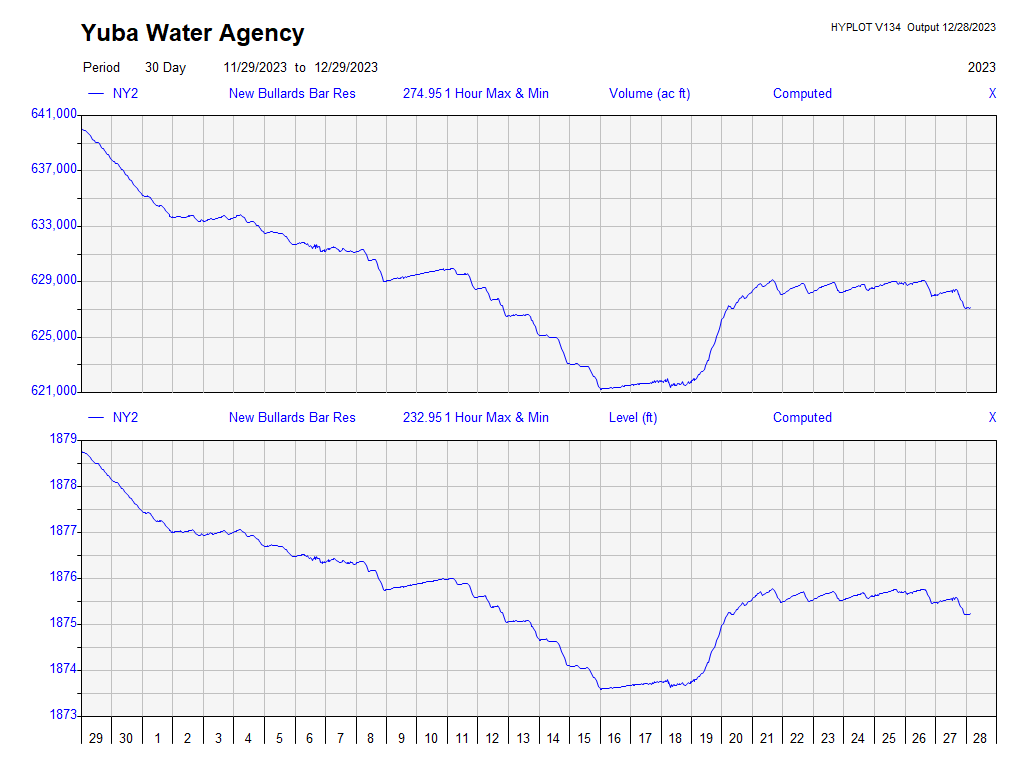 Yuba Water Agency
HYPLOT V134 Output 12/28/2023
Period 30 Day 11/29/2023 to 12/29/2023 2023
NY2 New Bullards Bar Res 274.95 1 Hour Max & Min Volume (ac ft) Computed X
641,000
637,000
633,000
629,000
625,000
621,000
NY2 New Bullards Bar Res 232.95 1 Hour Max & Min Level (ft) Computed X
1879
1878
1877
1876
1875
1874
1873
29 30 1 2 3 4 5 6 7 8 9 10 11 12 13 14 15 16 17 18 19 20 21 22 23 24 25 26 27 28